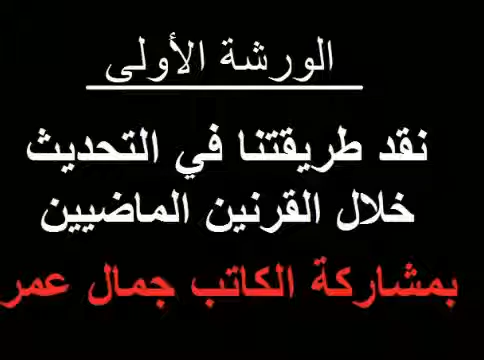 الورشة الأولى
نقد طريقتنا في التحديث
خلال القرنين الماضيين
بمشاركة الكاتب جمال عمر